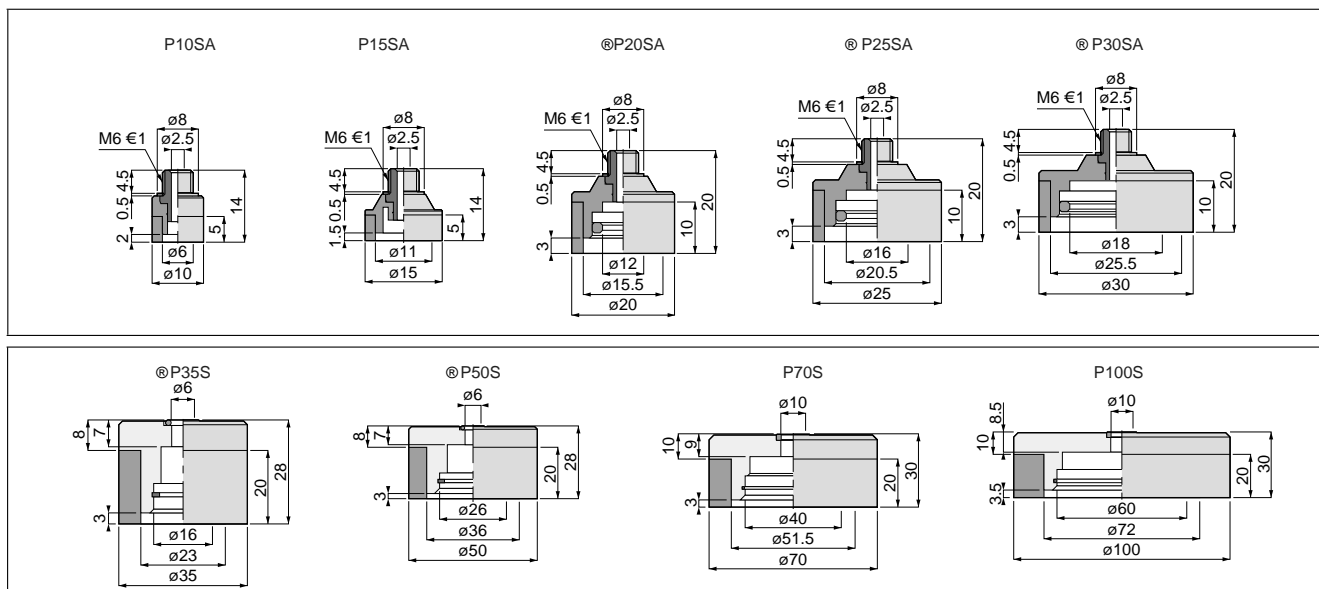 P10SA P15SA ®P20SA ® P25SA ® P30SA
ø8 ø8 ø8 ø8 ø8
M6 €1 M6 €1 M6 €1 M6 €1 M6 €1
ø2.5 ø2.5 ø2.5 ø2.5 ø2.5
4.5 4.5 4.5 4.5 4.5
0.5 0.5 0.5 0.5 0.5
14 14 20 20 20
2 5 1.5 5 3 10 3 10 3 10
ø6 ø11 ø12 ø16 ø18
ø10 ø15 ø15.5 ø20.5 ø25.5
ø20 ø25 ø30
®P35S ®P50S P70S P100S
ø6 ø6 ø10 ø10
8 7 8 7 10 9 10 8.5
28 28 30 30
20 20 20 20
3 3 3 3.5
ø16 ø26 ø40 ø60
ø23 ø36 ø51.5 ø72
ø35 ø50 ø70 ø100